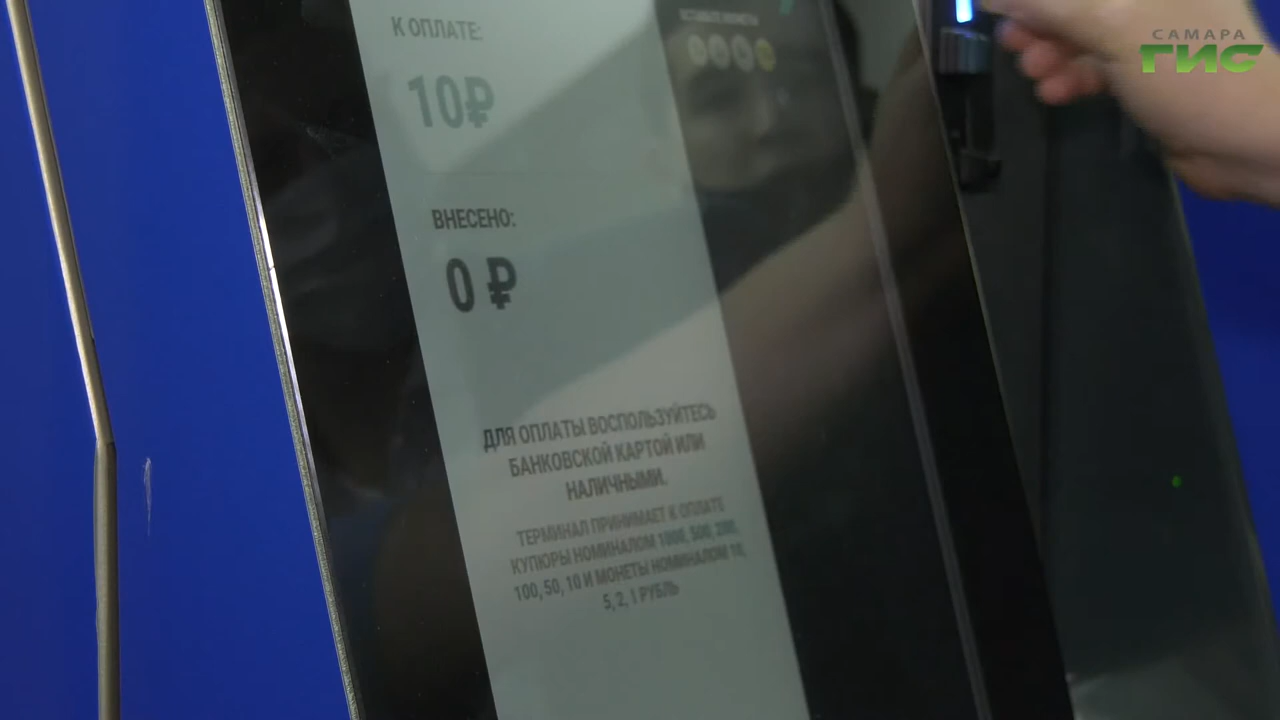 К ОПЛАТЕ:
10₽
ВНЕСЕНО:
0 ₽
ДЛЯ ОПЛАТЫ ВОСПОЛЬЗУЙТЕСЬ
БАНКОВСКОЙ КАРТОЙ ИЛИ
НАЛИЧНЫМИ.
ТЕРМИНАЛ ПРИНИМАЕТ К ОПЛАТЕ
КУПЮРЫ НОМИНАЛОМ 1000, 500, 200,
100, 50, 10 И МОНЕТЫ НОМИНАЛОМ 10,
5, 2, 1 РУБЛЬ
САМАРА
ГИС